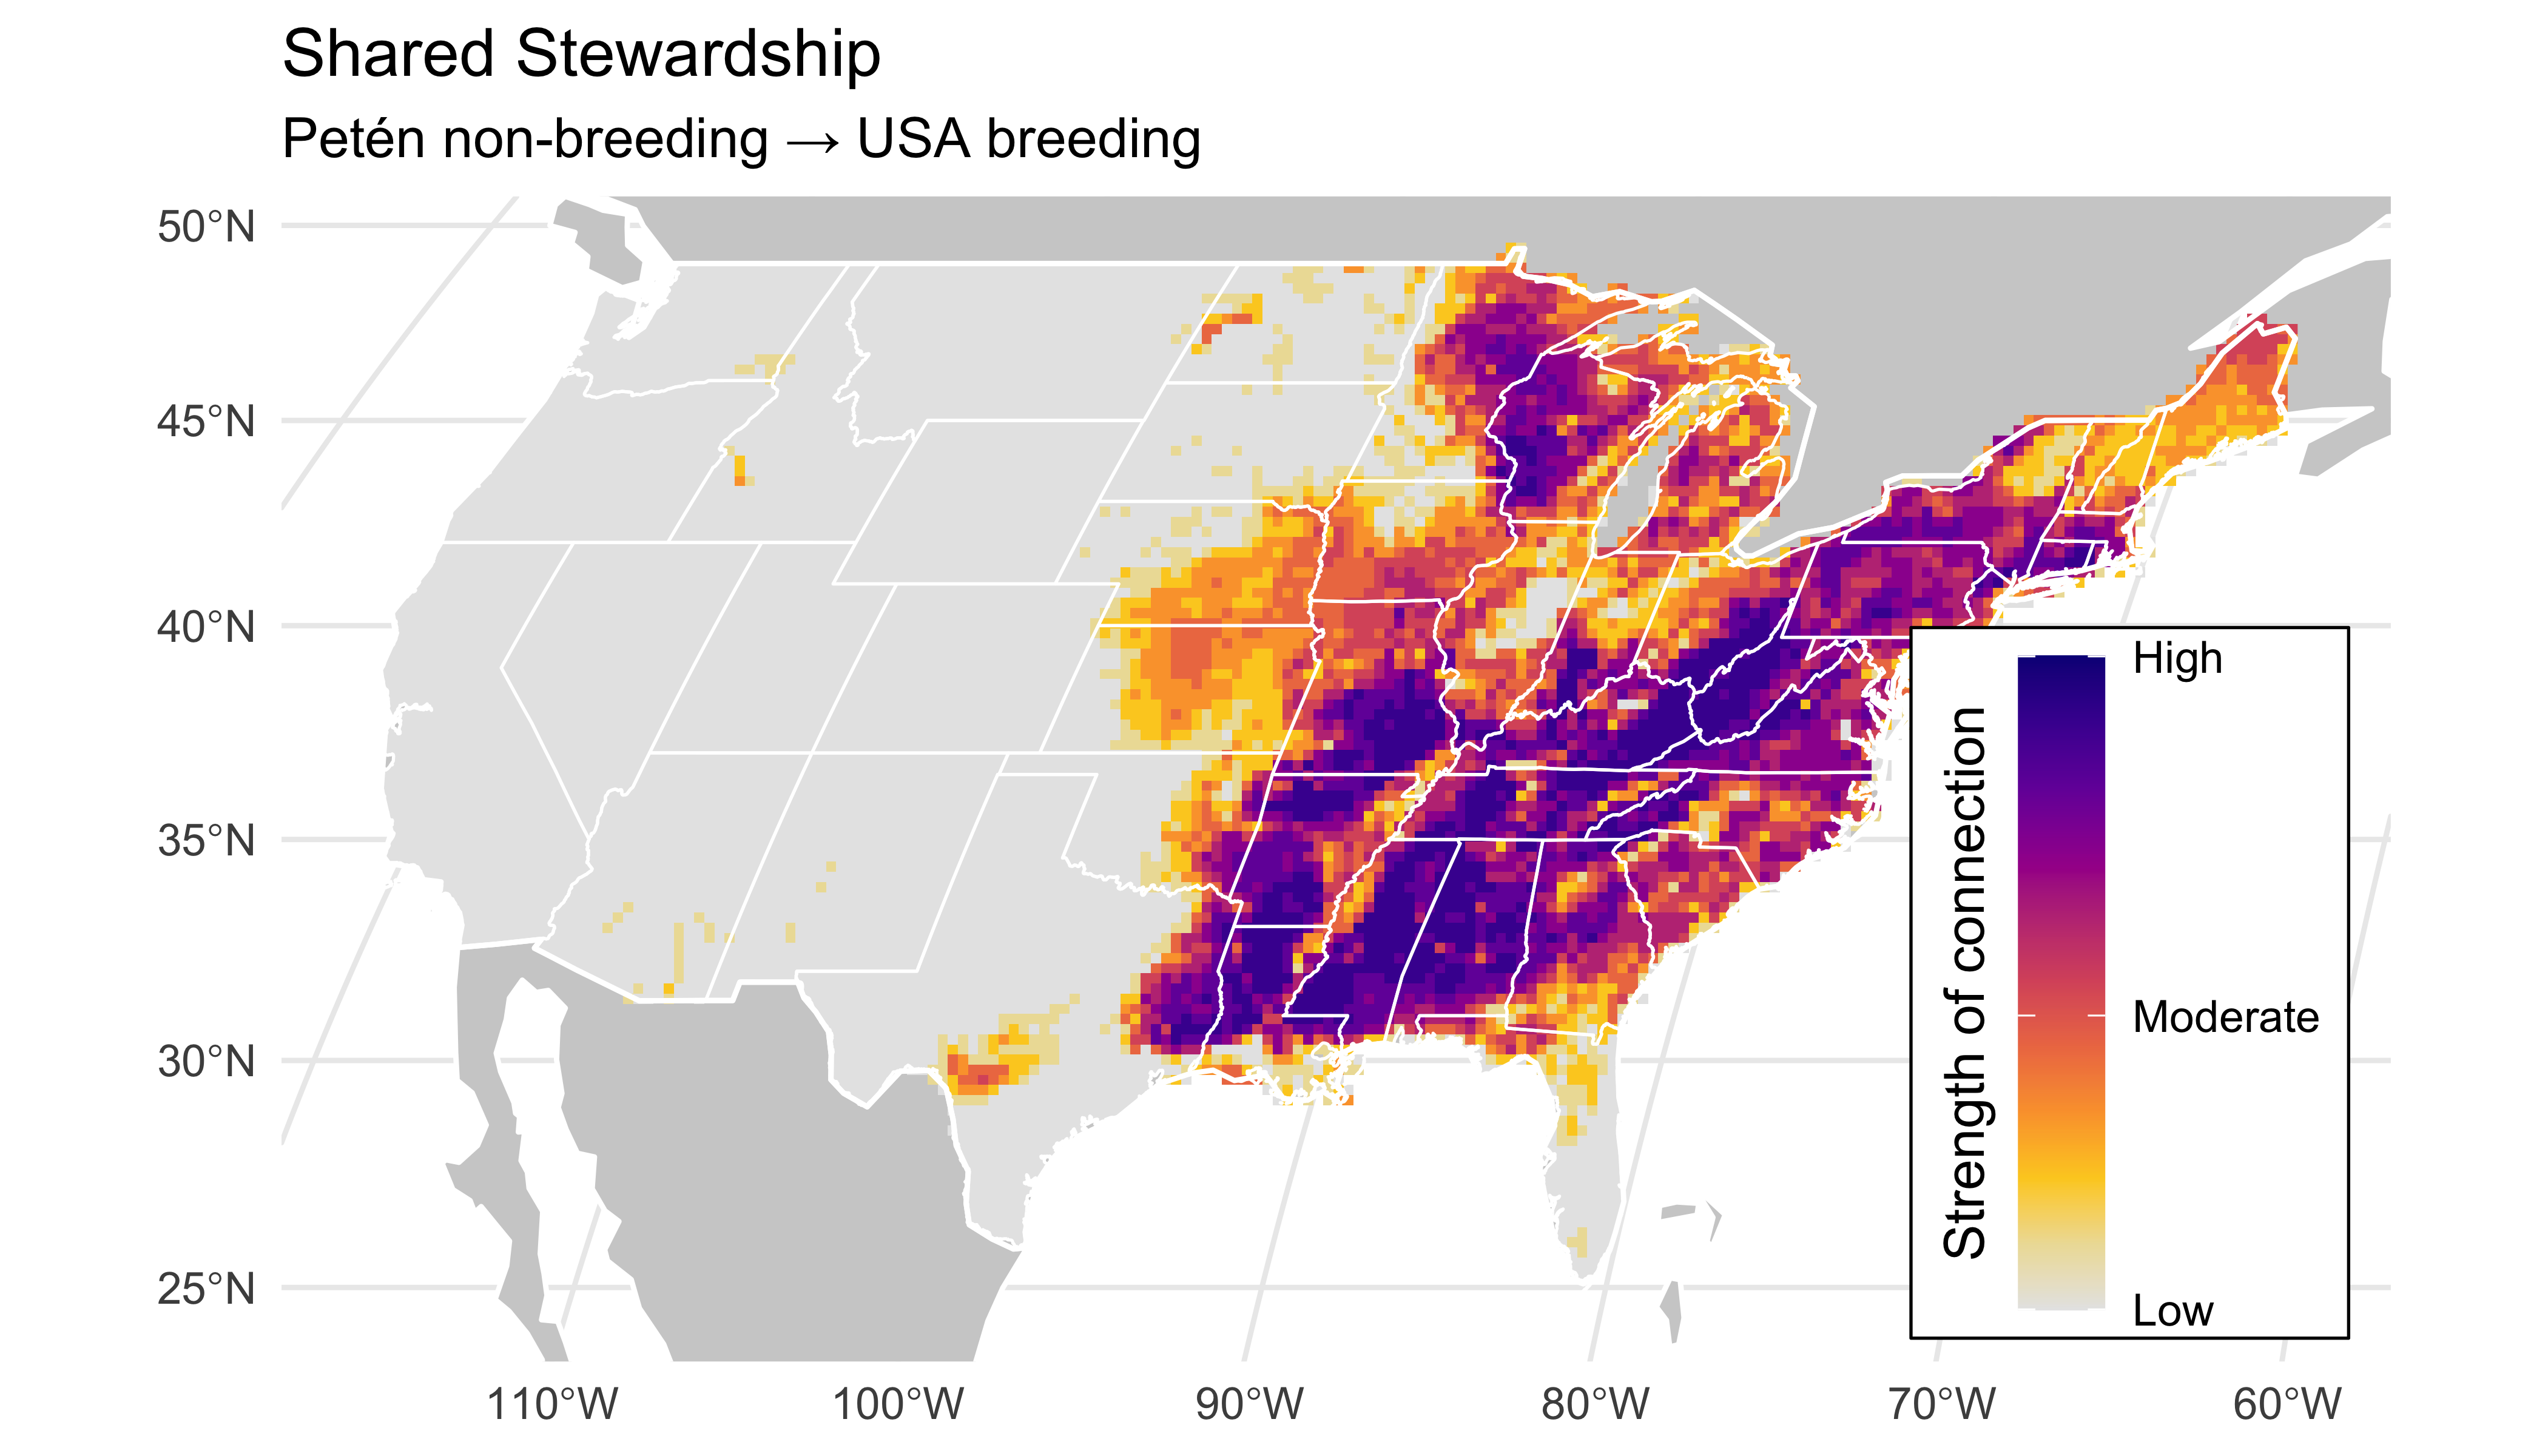 Shared Stewardship
Petén non-breeding → USA breeding
50°N
45°N
40°N
35°N
30°N
25°N
110°W
100°W
90°W
80°W
70°W
60°W
Strength of connection
High
Moderate
Low